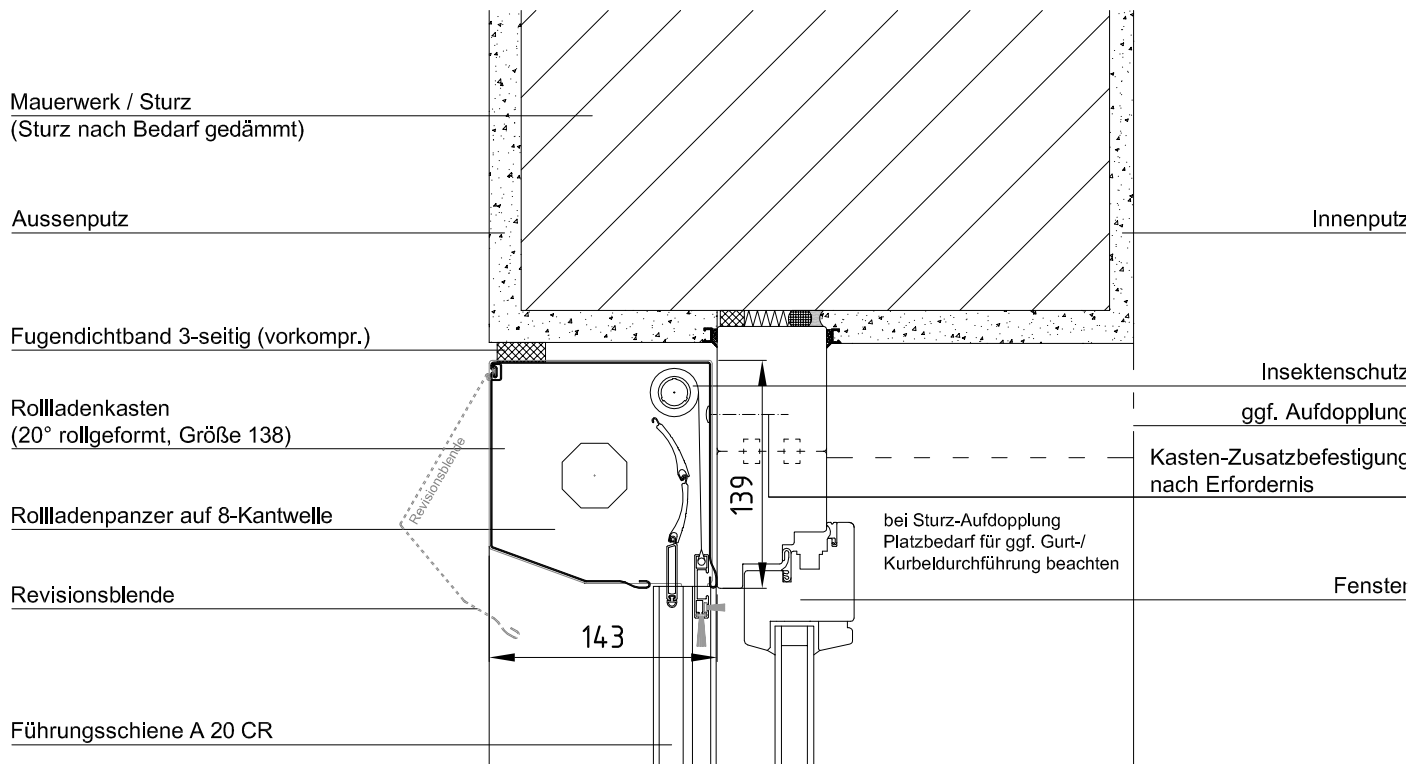 Mauerwerk / Sturz
(Sturz nach Bedarf gedämmt)
Aussenputz
Innenputz
Fugendichtband 3-seitig (vorkompr.)
Insektenschutz
Rollladenkasten
(20° rollgeformt, Größe 138)
ggf. Aufdopplung
Revisionsblende
Kasten-Zusatzbefestigung
nach Erfordernis
139
Rollladenpanzer auf 8-Kantwelle
bei Sturz-Aufdopplung
Platzbedarf für ggf. Gurt-/
Kurbeldurchführung beachten
Revisionsblende
Fenster
143
Führungsschiene A 20 CR